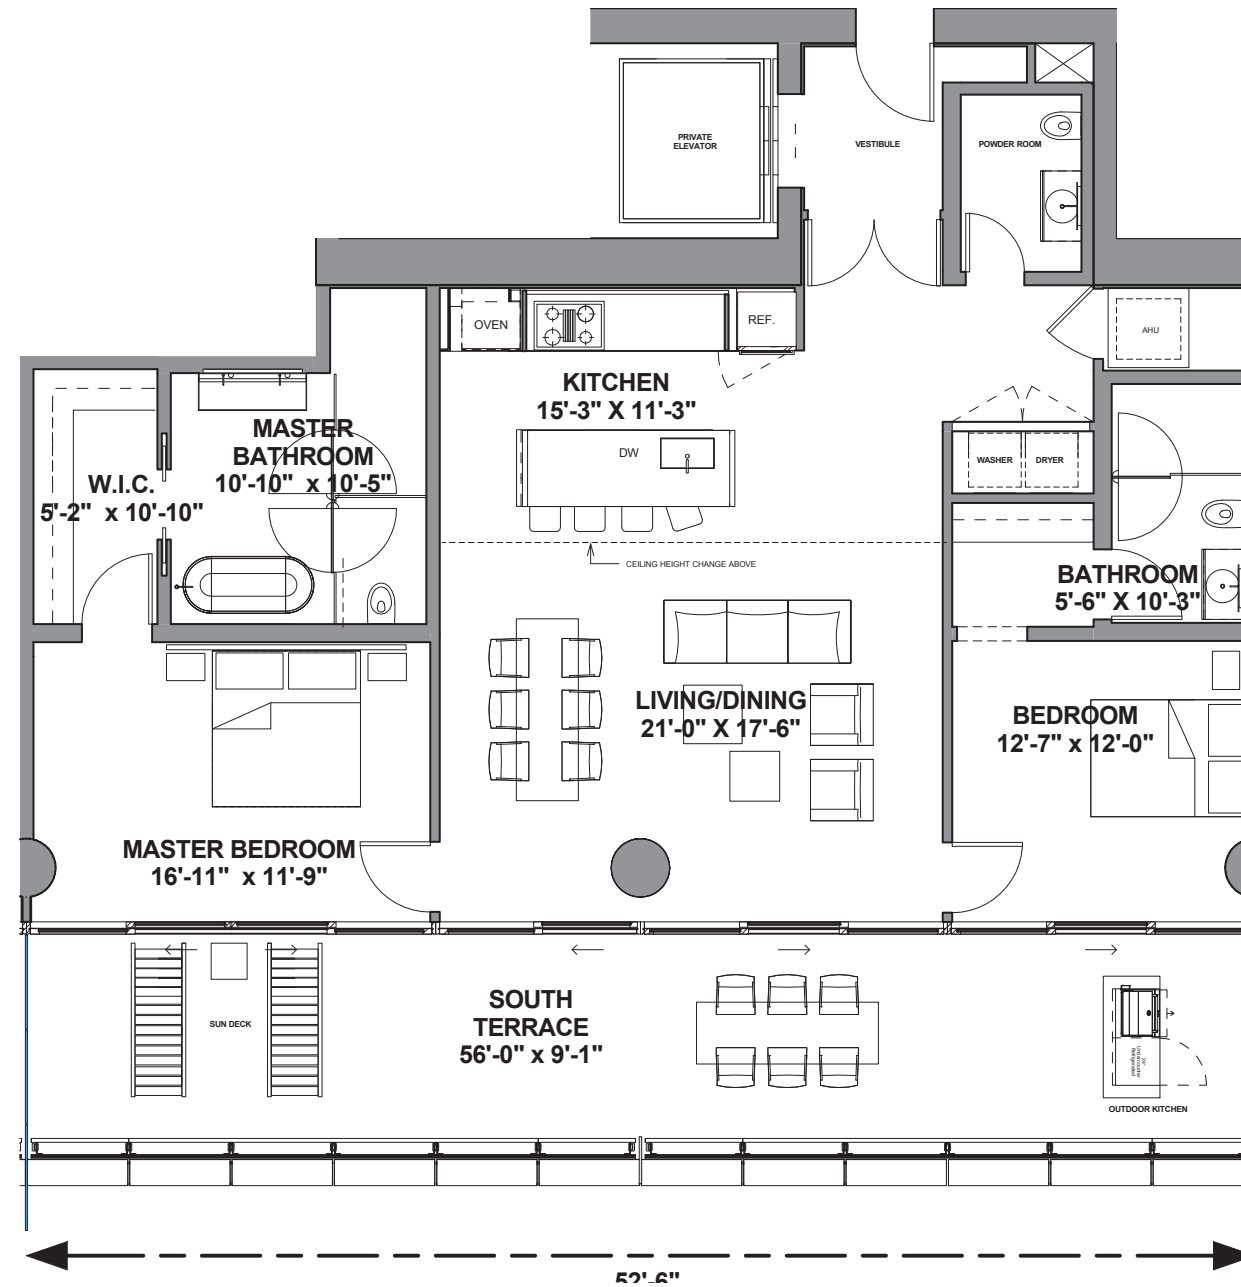 PRIVATE
ELEVATOR
VESTIBULE
POWDER ROOM
OVEN
REF.
AHU
KITCHEN
15'-3" X 11'-3"
MASTER
BATHROOM
10'-10" x 10'-5"
W.I.C.
5'-2" x 10'-10"
DW
WASHER
DRYER
CEILING HEIGHT CHANGE ABOVE
BATHROOM
5'-6" X 10'-3"
LIVING/DINING
21'-0" X 17'-6"
BEDROOM
12'-7" x 12'-0"
MASTER BEDROOM
16'-11" x 11'-9"
SOUTH
TERRACE
56'-0" x 9'-1"
SUN DECK
24"
Undercounter
Refrigerated
OUTDOOR KITCHEN
52'-6"